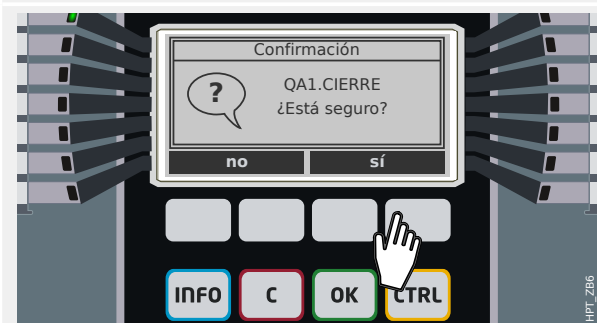 Confirmación
QA1.CIERRE
¿Está seguro?
?
no sí
INFO C OK CTRL
HPT_ZB6